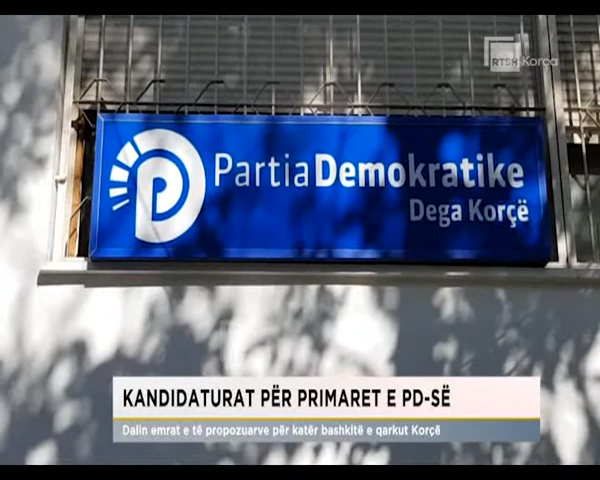 RTSH Korça
PartiaDemokratike
Dega Korçë
KANDIDATURAT PËR PRIMARET E PD-SË
Dalin emrat e të propozuarve për katër bashkitë e qarkut Korçë